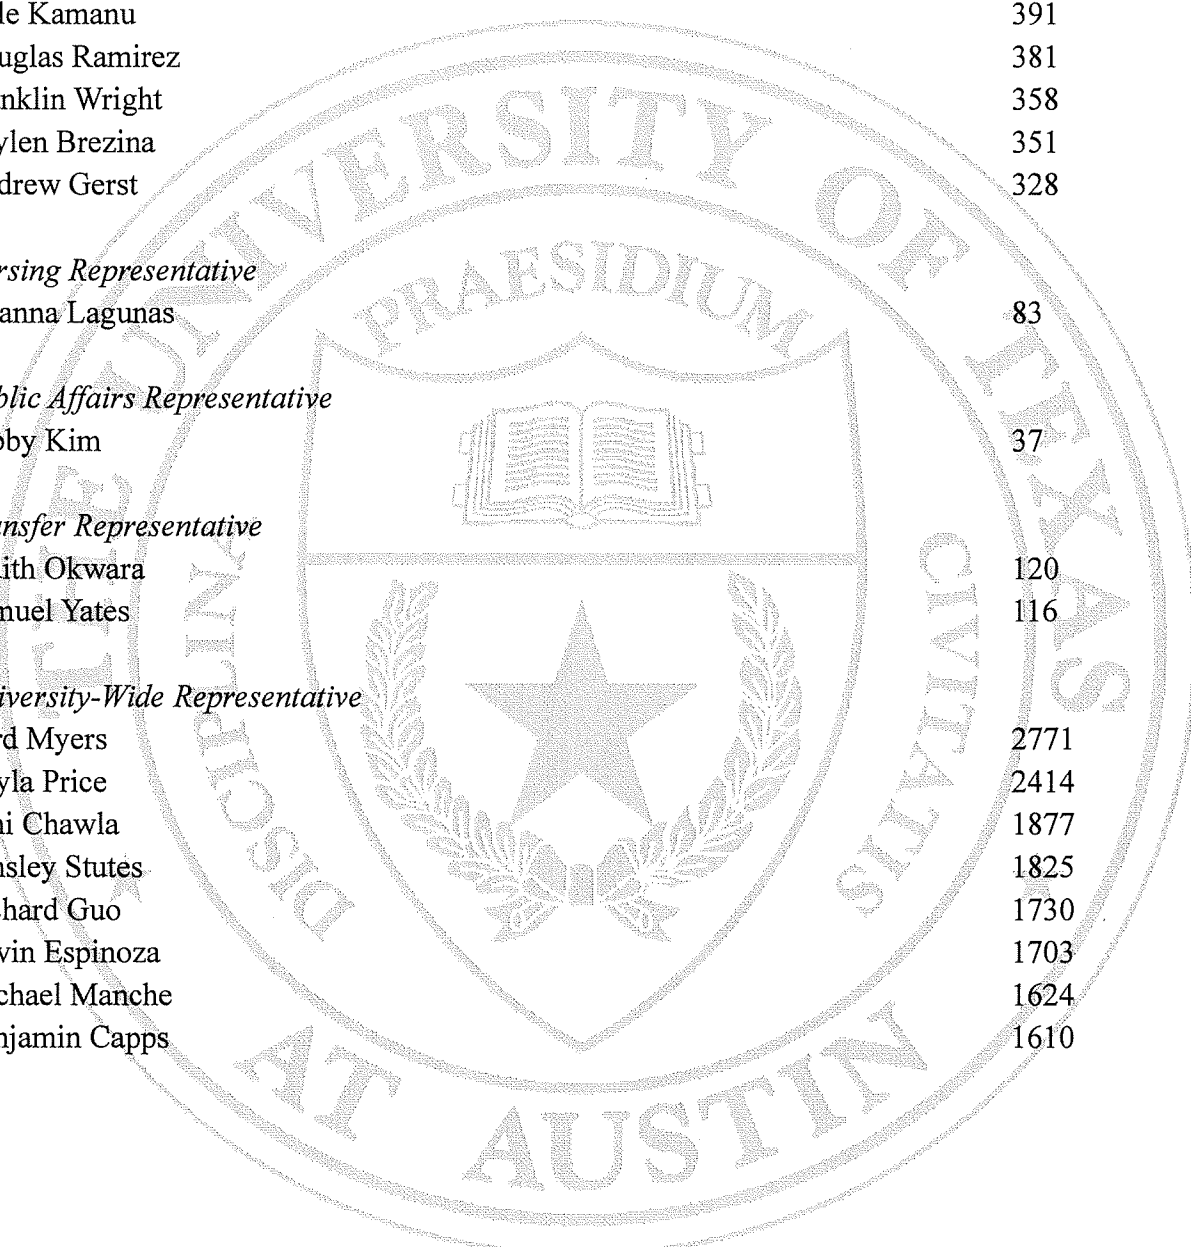 le Kamanu 391
uglas Ramirez 381
nklin Wright 358
ylen Brezina 351
drew Gerst 328
rsing Representative
anna Lagunas 83
blic Affairs Representative
bby Kim 37
ansfer Representative
ith Okwara 120
muel Yates 116
iversity-Wide Representative
rd Myers 2771
yla Price 2414
ni Chawla 1877
nsley Stutes 1825
chard Guo 1730
vin Espinoza 1703
chael Manche 1624
njamin Capps 1610
THE UNIVERSITY OF TEXAS
AT AUSTIN
PRAESIDIUM
DISCIPLINA
CIVITATIS